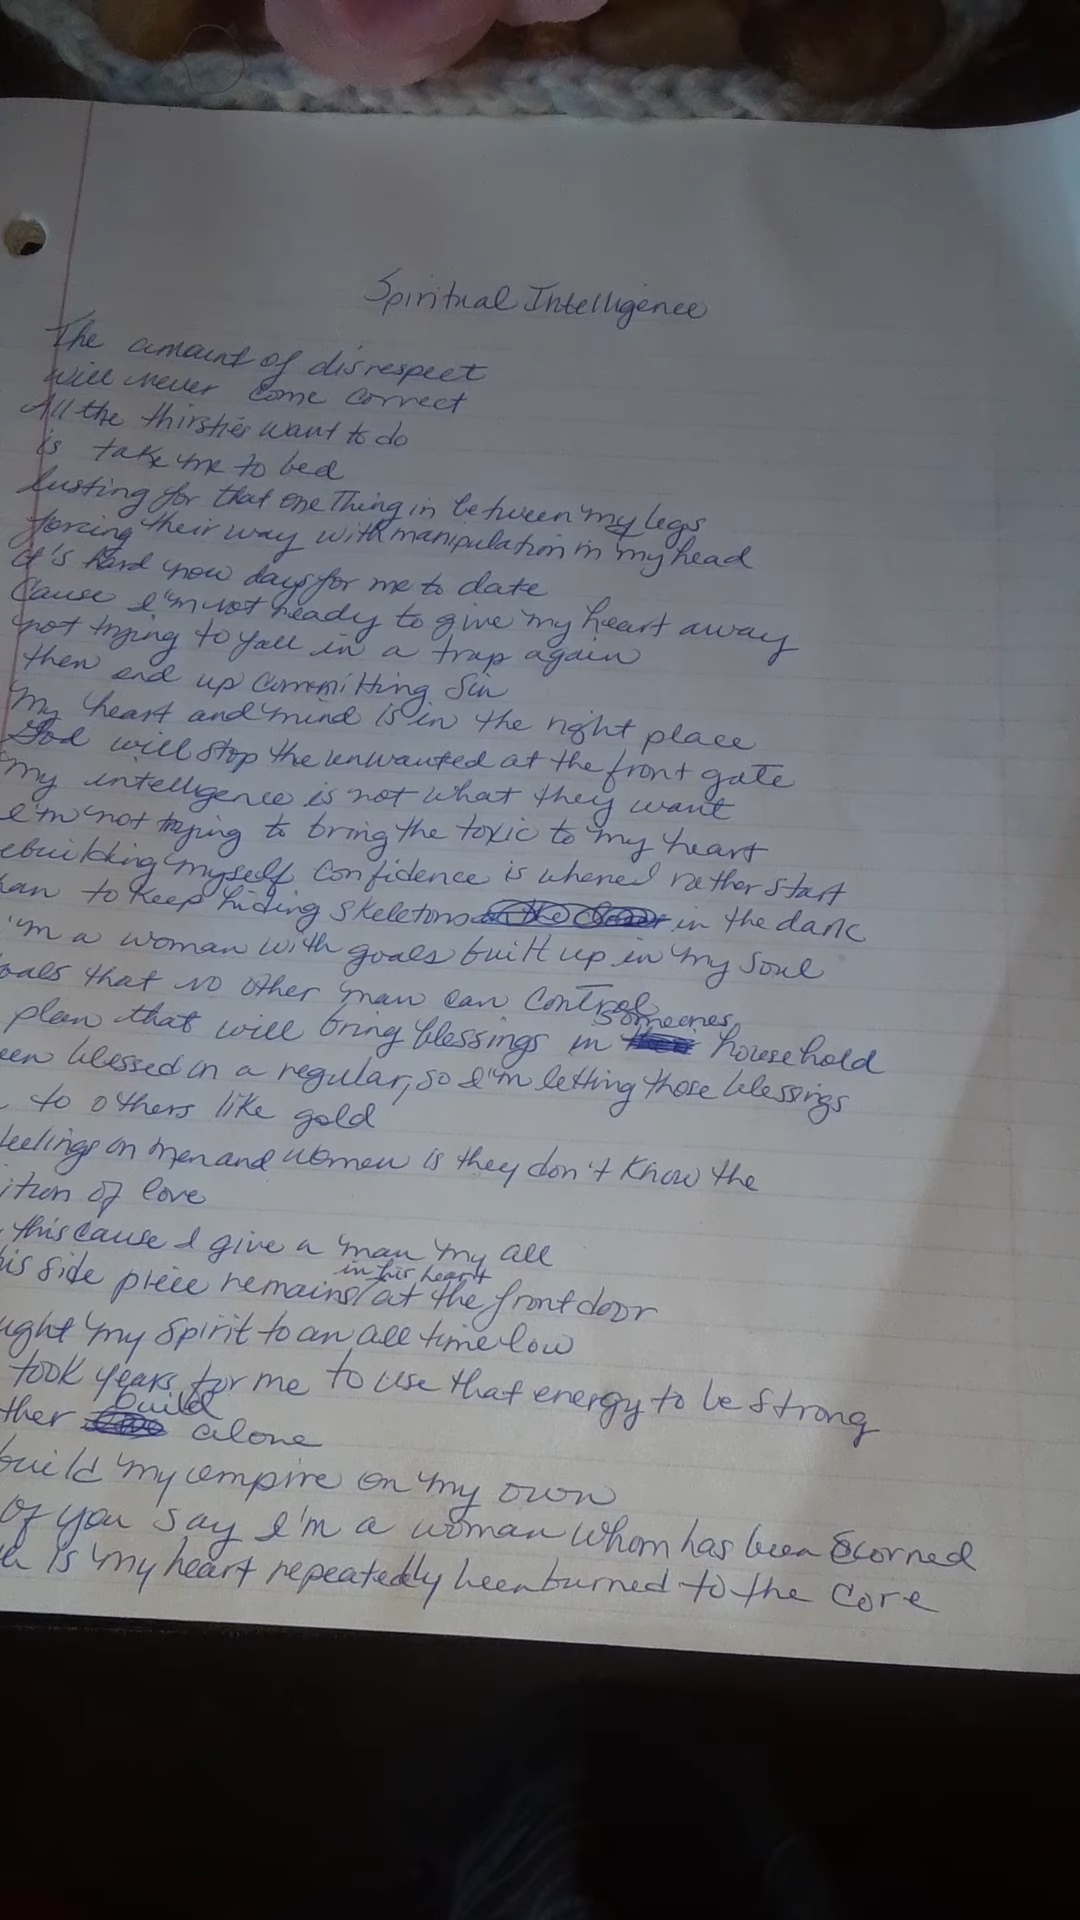 Spiritual Intelligence
The amount of disrespect
will never come correct
All the thirsties want to do
is take me to bed
lusting for that one Thing in between my legs
forcing their way with manipulation in my head
It's hard now days for me to date
Cause I'm not ready to give my heart away
not trying to fall in a trap again
then end up committing sin
My heart and mind is in the right place
God will stop the unwanted at the front gate
My intelligence is not what they want
I'm not trying to bring the toxic to my heart
ebuilding myself confidence is where rather start
han to keep hiding skeletons in the dark
'm a woman with goals built up in my soul
oals that no other man can control
plan that will bring blessings in someones household
een blessed on a regular, so I'm letting those blessings
to others like gold
feelings on men and women is they don't know the
ition of love
this cause I give a man my all
is side piece remains in his heart at the front door
ught my spirit to an all time low
took years for me to use that energy to be strong
ther build alone
build my empire on my own
Of you say I'm a woman whom has been scorned
is my heart repeatedly been burned to the core